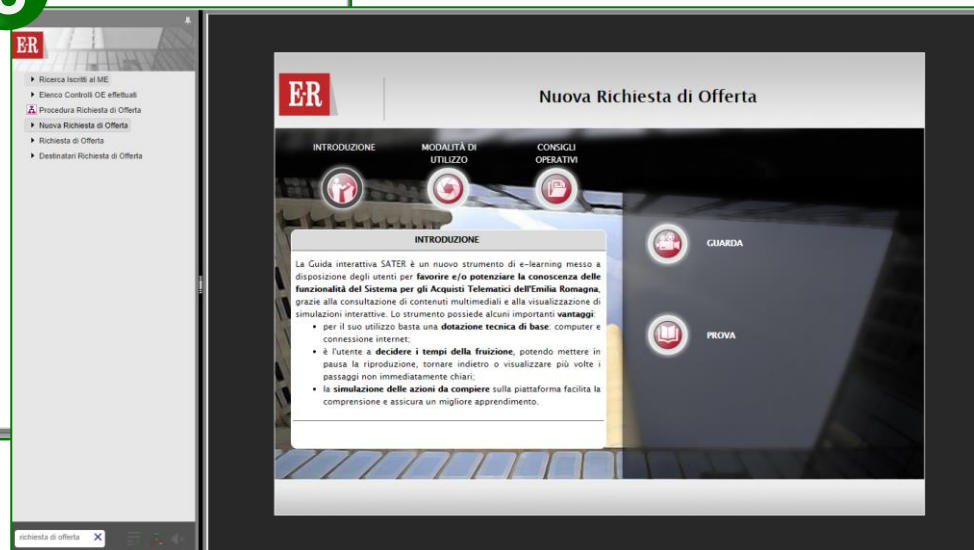 E-R
Ricerca Iscritti al ME
Elenco Controlli OE effettuati
Procedura Richiesta di Offerta
Nuova Richiesta di Offerta
Richiesta di Offerta
Destinatari Richiesta di Offerta
richiesta di offerta X
E-R
Nuova Richiesta di Offerta
INTRODUZIONE
MODALITÀ DI
UTILIZZO
CONSIGLI
OPERATIVI
INTRODUZIONE
La Guida interattiva SATER è un nuovo strumento di e-learning messo a
disposizione degli utenti per favorire e/o potenziare la conoscenza delle
funzionalità del Sistema per gli Acquisti Telematici dell'Emilia Romagna,
grazie alla consultazione di contenuti multimediali e alla visualizzazione di
simulazioni interattive. Lo strumento possiede alcuni importanti vantaggi:
• per il suo utilizzo basta una dotazione tecnica di base: computer e
connessione internet;
• è l'utente a decidere i tempi della fruizione, potendo mettere in
pausa la riproduzione, tornare indietro o visualizzare più volte i
passaggi non immediatamente chiari;
• la simulazione delle azioni da compiere sulla piattaforma facilita la
comprensione e assicura un migliore apprendimento.
GUARDA
PROVA